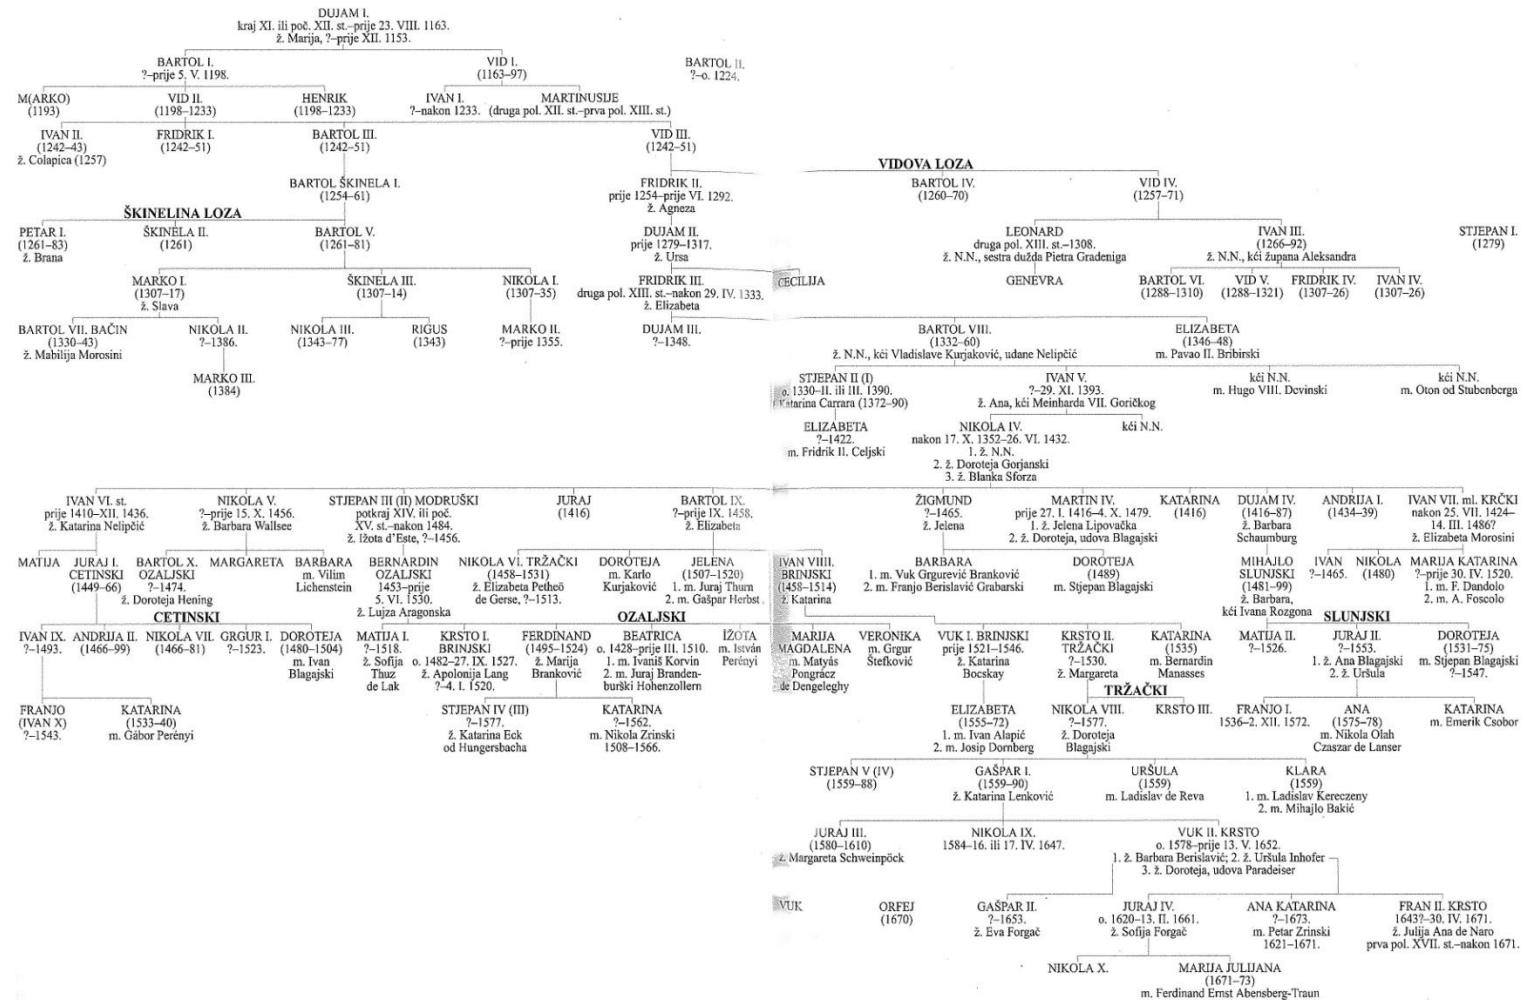 DUJAM I.
kraj XI. ili poč. XII. st.–prije 23. VIII. 1163.
ž. Marija, ?–prije XII. 1153.
BARTOL I.
?–prije 5. V. 1198.
VID I.
(1163–97)
BARTOL II.
?–o. 1224.
M(ARKO)
(1193)
VID II.
(1198–1233)
HENRIK
(1198–1233)
IVAN I.
?–nakon 1233.
MARTINUSIJE
(druga pol. XII. st.–prva pol. XIII. st.)
IVAN II.
(1242–43)
ž. Colapica (1257)
FRIDRIK I.
(1242–51)
BARTOL III.
(1242–51)
VID III.
(1242–51)
VIDOVA LOZA
BARTOL ŠKINELA I.
(1254–61)
FRIDRIK II.
prije 1254–prije VI. 1292.
ž. Agneza
BARTOL IV.
(1260–70)
VID IV.
(1257–71)
ŠKINELINA LOZA
PETAR I.
(1261–83)
ž. Brana
ŠKINELA II.
(1261)
BARTOL V.
(1261–81)
DUJAM II.
prije 1279–1317.
ž. Ursa
LEONARD
druga pol. XIII. st.–1308.
ž. N.N., sestra dužda Pietra Gradeniga
IVAN III.
(1266–92)
ž. N.N., kći župana Aleksandra
STJEPAN I.
(1279)
MARKO I.
(1307–17)
ž. Slava
ŠKINELA III.
(1307–14)
NIKOLA I.
(1307–35)
FRIDRIK III.
druga pol. XIII. st.–nakon 29. IV. 1333.
ž. Elizabeta
CECILIJA
GENEVRA
BARTOL VI.
(1288–1310)
VID V.
(1288–1321)
FRIDRIK IV.
(1307–26)
IVAN IV.
(1307–26)
BARTOL VII. BAČIN
(1330–43)
ž. Mabilija Morosini
NIKOLA II.
?–1386.
NIKOLA III.
(1343–77)
RIGUS
(1343)
MARKO II.
?–prije 1355.
DUJAM III.
?–1348.
BARTOL VIII.
(1332–60)
ž. N.N., kći Vladislave Kurjaković, udane Nelipčić
ELIZABETA
(1346–48)
m. Pavao II. Bribirski
MARKO III.
(1384)
STJEPAN II (I)
o. 1330–II. ili III. 1390.
Katarina Carrara (1372–90)
IVAN V.
?–29. XI. 1393.
ž. Ana, kći Meinharda VII. Goričkog
kći N.N.
m. Hugo VIII. Devinski
kći N.N.
m. Oton od Stubenberga
ELIZABETA
?–1422.
m. Fridrik II. Celjski
NIKOLA IV.
nakon 17. X. 1352–26. VI. 1432.
1. ž. N.N.
2. ž. Doroteja Gorjanski
3. ž. Blanka Sforza
kći N.N.
IVAN VI. st.
prije 1410–XII. 1436.
ž. Katarina Nelipčić
NIKOLA V.
?–prije 15. X. 1456.
ž. Barbara Wallsee
STJEPAN III (II) MODRUŠKI
potkraj XIV. ili poč.
XV. st.–nakon 1484.
ž. Ižota d'Este, ?–1456.
JURAJ
(1416)
BARTOL IX.
?–prije IX. 1458.
ž. Elizabeta
ŽIGMUND
?–1465.
ž. Jelena
MARTIN IV.
prije 27. I. 1416–4. X. 1479.
1. ž. Jelena Lipovačka
2. ž. Doroteja, udova Blagajski
KATARINA
(1416)
DUJAM IV.
(1416–87)
ž. Barbara
Schaumburg
ANDRIJA I.
(1434–39)
IVAN VII. ml. KRČKI
nakon 25. VII. 1424–
14. III. 1486?
ž. Elizabeta Morosini
MATIJA
JURAJ I.
CETINSKI
(1449–66)
BARTOL X.
OZALJSKI
?–1474.
ž. Doroteja Hening
MARGARETA
BARBARA
m. Vilim
Lichenstein
BERNARDIN
OZALJSKI
1453–prije
5. VI. 1530.
ž. Lujza Aragonska
NIKOLA VI. TRŽAČKI
(1458–1531)
ž. Elizabeta Petheö
de Gerse, ?–1513.
DOROTEJA
m. Karlo
Kurjaković
JELENA
(1507–1520)
1. m. Juraj Thurn
2. m. Gašpar Herbst
IVAN VIII.
BRINJSKI
(1458–1514)
ž. Katarina
BARBARA
1. m. Vuk Grgurević Branković
2. m. Franjo Berislavić Grabarski
DOROTEJA
(1489)
m. Stjepan Blagajski
MIHAJLO
SLUNJSKI
(1481–99)
ž. Barbara,
kći Ivana Rozgona
IVAN
?–1465.
NIKOLA
(1480)
MARIJA KATARINA
?–prije 30. IV. 1520.
1. m. F. Dandolo
2. m. A. Foscolo
CETINSKI
OZALJSKI
SLUNJSKI
IVAN IX.
?–1493.
ANDRIJA II.
(1466–99)
NIKOLA VII.
(1466–81)
GRGUR I.
?–1523.
DOROTEJA
(1480–1504)
m. Ivan
Blagajski
MATIJA I.
?–1518.
ž. Sofija
Thuz
de Lak
KRSTO I.
BRINJSKI
o. 1482–27. IX. 1527.
ž. Apolonija Lang
?–4. I. 1520.
FERDINAND
(1495–1524)
ž. Marija
Branković
BEATRICA
o. 1428–prije III. 1510.
1. m. Ivaniš Korvin
2. m. Juraj Branden-
burški Hohenzollern
IŽOTA
m. István
Perényi
MARIJA
MAGDALENA
m. Matyás
Pongrácz
de Dengeleghy
VERONIKA
m. Grgur
Štefković
VUK I. BRINJSKI
prije 1521–1546.
ž. Katarina
Bocskay
KRSTO II.
TRŽAČKI
?–1530.
ž. Margareta
KATARINA
(1535)
m. Bernardin
Manasses
MATIJA II.
?–1526.
JURAJ II.
?–1553.
1. ž. Ana Blagajski
2. ž. Uršula
DOROTEJA
(1531–75)
m. Stjepan Blagajski
?–1547.
TRŽAČKI
FRANJO
(IVAN X)
?–1543.
KATARINA
(1533–40)
m. Gábor Perényi
STJEPAN IV (III)
?–1577.
ž. Katarina Eck
od Hungersbacha
KATARINA
?–1562.
m. Nikola Zrinski
1508–1566.
ELIZABETA
(1555–72)
1. m. Ivan Alapić
2. m. Josip Dornberg
NIKOLA VIII.
?–1577.
ž. Doroteja
Blagajski
KRSTO III.
FRANJO I.
1536–2. XII. 1572.
ANA
(1575–78)
m. Nikola Olah
Czaszar de Lanser
KATARINA
m. Emerik Csobor
STJEPAN V (IV)
(1559–88)
GAŠPAR I.
(1559–90)
ž. Katarina Lenković
URŠULA
(1559)
m. Ladislav de Reva
KLARA
(1559)
1. m. Ladislav Kereczeny
2. m. Mihajlo Bakić
JURAJ III.
(1580–1610)
ž. Margareta Schweinpöck
NIKOLA IX.
1584–16. ili 17. IV. 1647.
VUK II. KRSTO
o. 1578–prije 13. V. 1652.
1. ž. Barbara Berislavić; 2. ž. Uršula Inhofer
3. ž. Doroteja, udova Paradeiser
VUK
ORFEJ
(1670)
GAŠPAR II.
?–1653.
ž. Eva Forgač
JURAJ IV.
o. 1620–13. II. 1661.
ž. Sofija Forgač
ANA KATARINA
?–1673.
m. Petar Zrinski
1621–1671.
FRAN II. KRSTO
1643?–30. IV. 1671.
ž. Julija Ana de Naro
prva pol. XVII. st.–nakon 1671.
NIKOLA X.
MARIJA JULIJANA
(1671–73)
m. Ferdinand Ernst Abensberg-Traun